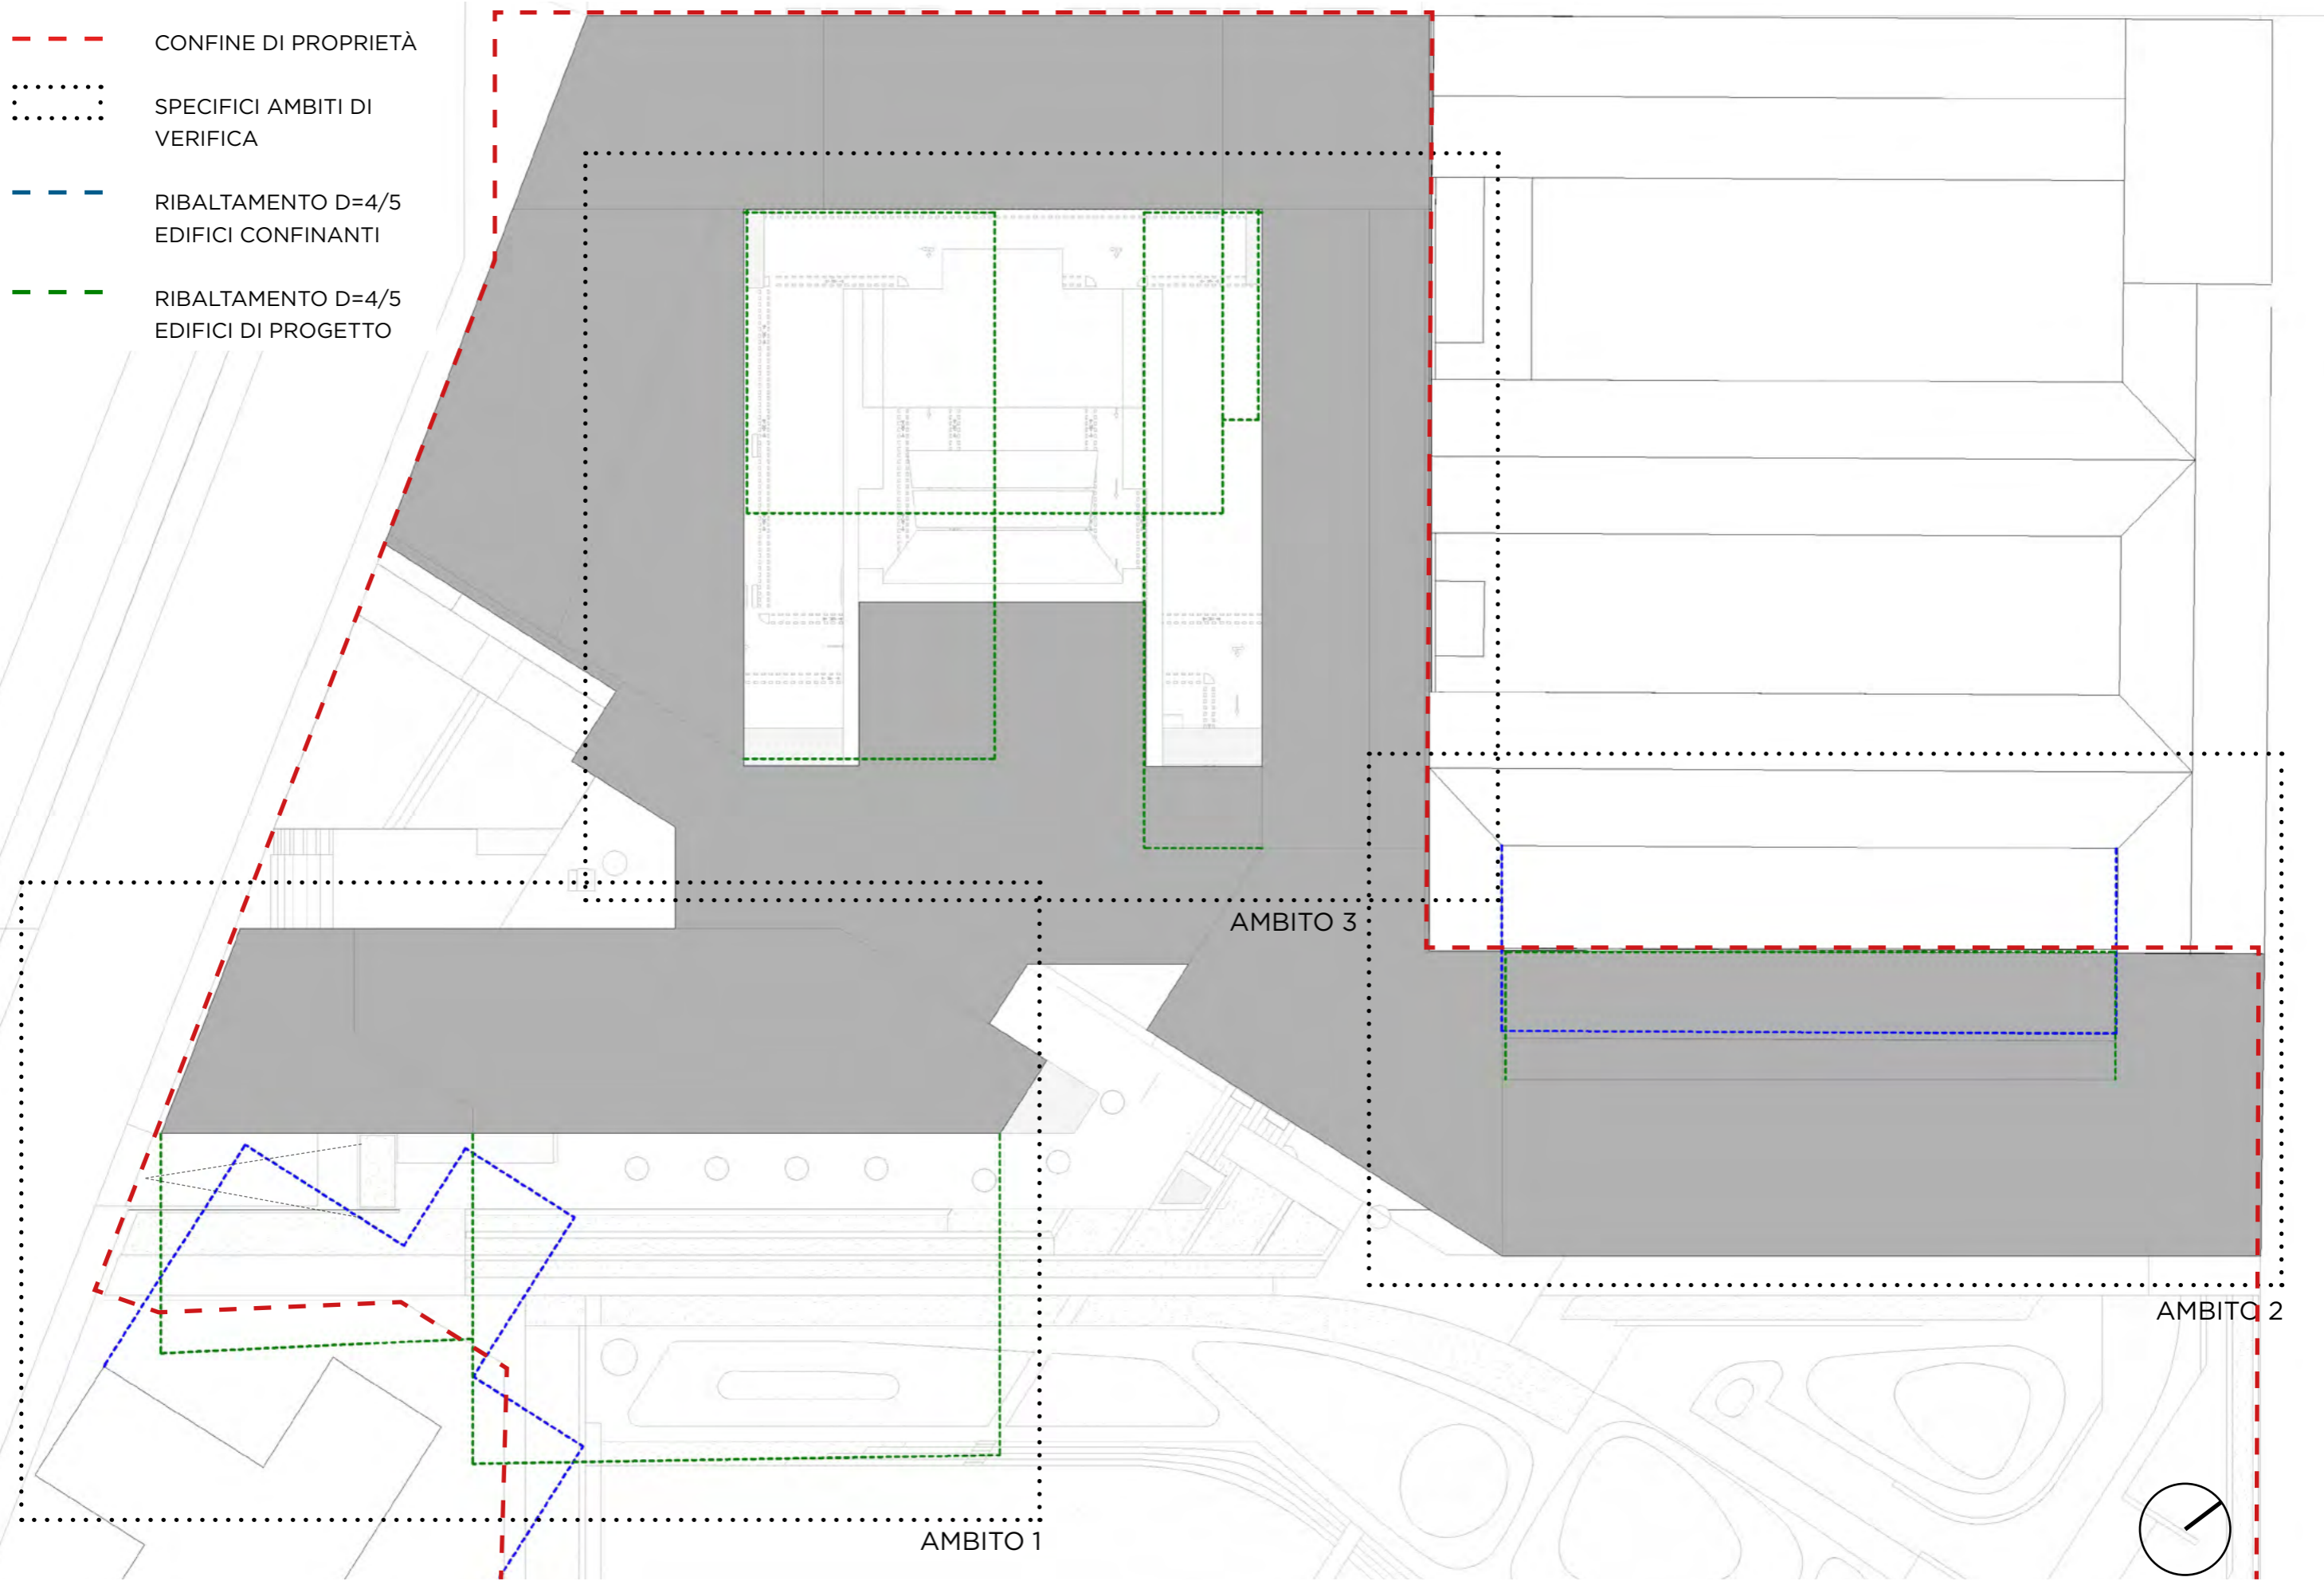 CONFINE DI PROPRIETÀ
SPECIFICI AMBITI DI
VERIFICA
RIBALTAMENTO D=4/5
EDIFICI CONFINANTI
RIBALTAMENTO D=4/5
EDIFICI DI PROGETTO
AMBITO 3
AMBITO 2
AMBITO 1